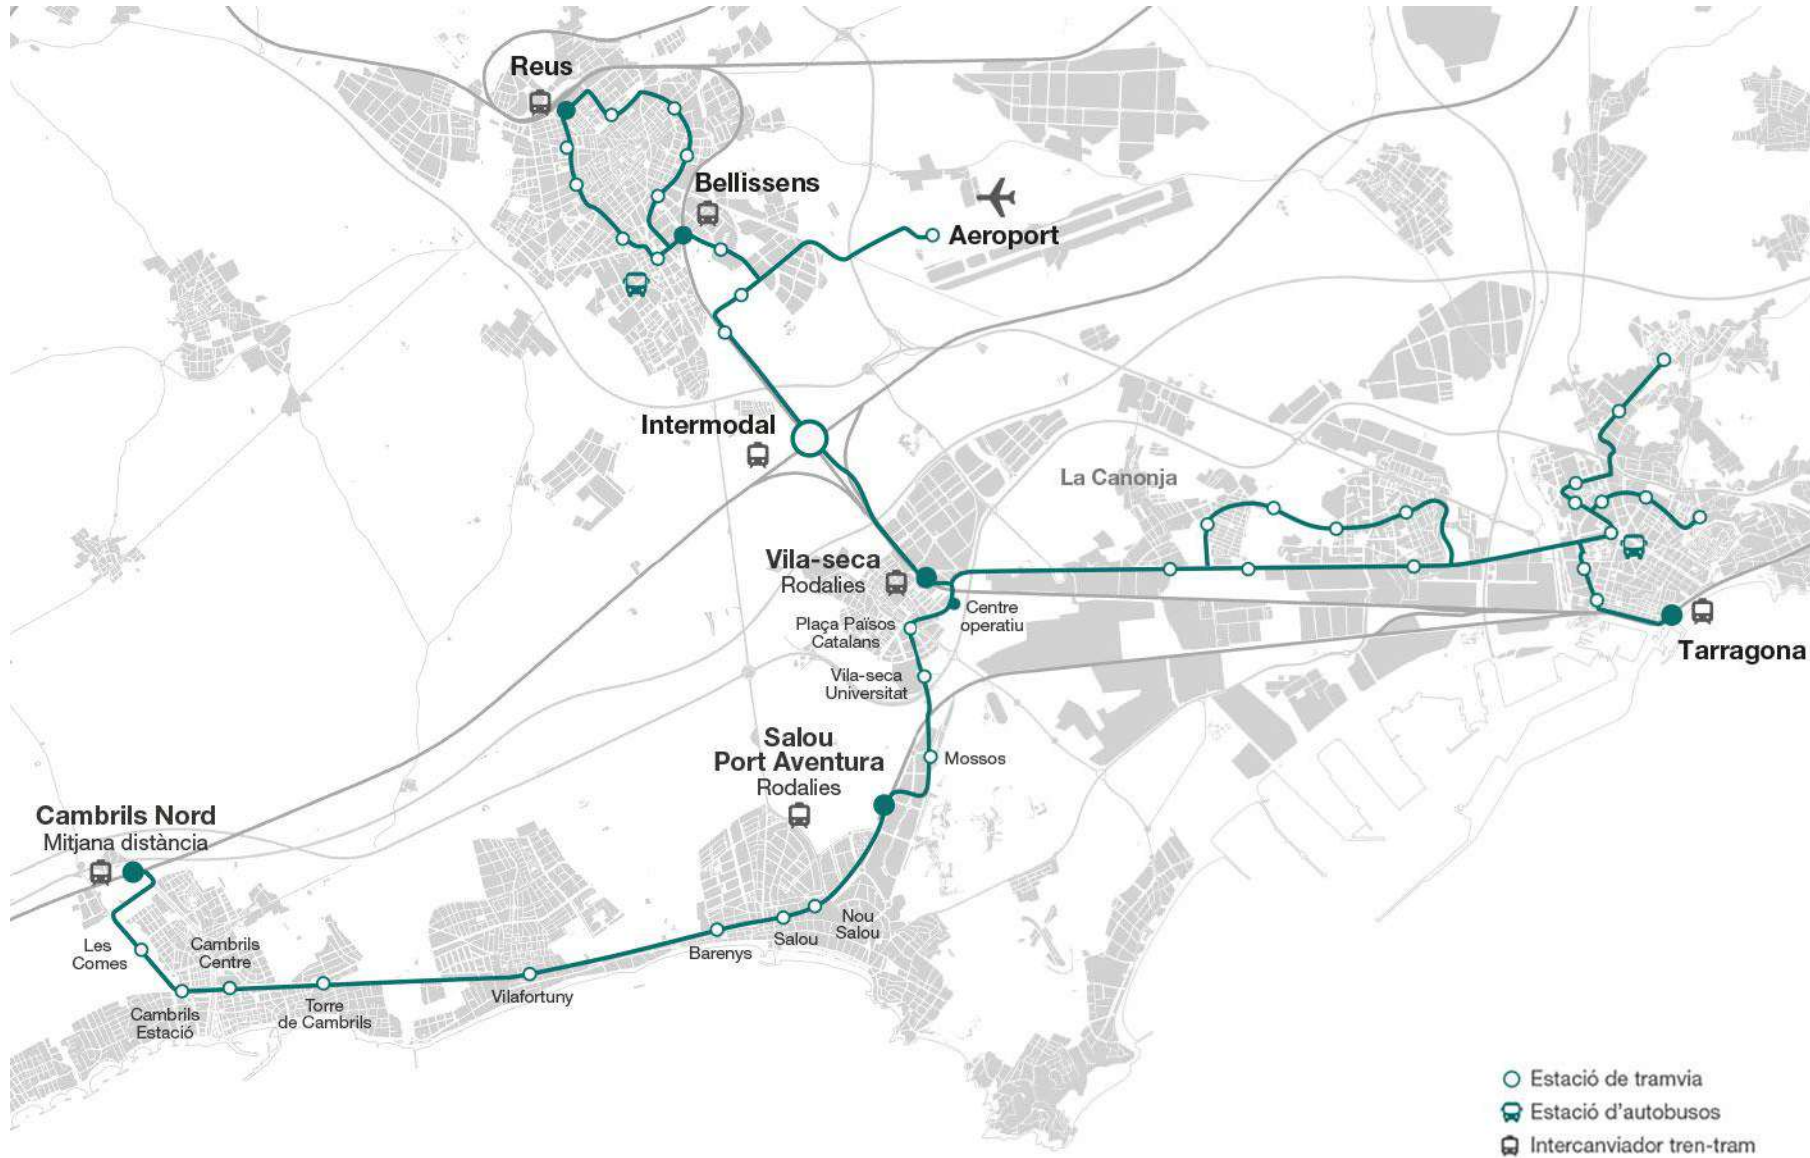 Reus
Bellissens
Aeroport
Intermodal
La Canonja
Vila-seca
Rodalies
Centre
operatiu
Plaça Països
Catalans
Tarragona
Vila-seca
Universitat
Salou
Port Aventura
Rodalies
Mossos
Cambrils Nord
Mitjana distància
Les
Comes
Cambrils
Centre
Cambrils
Estació
Torre
de Cambrils
Vilafortuny
Barenys
Salou
Nou
Salou
Estació de tramvia
Estació d'autobusos
Intercanviador tren-tram